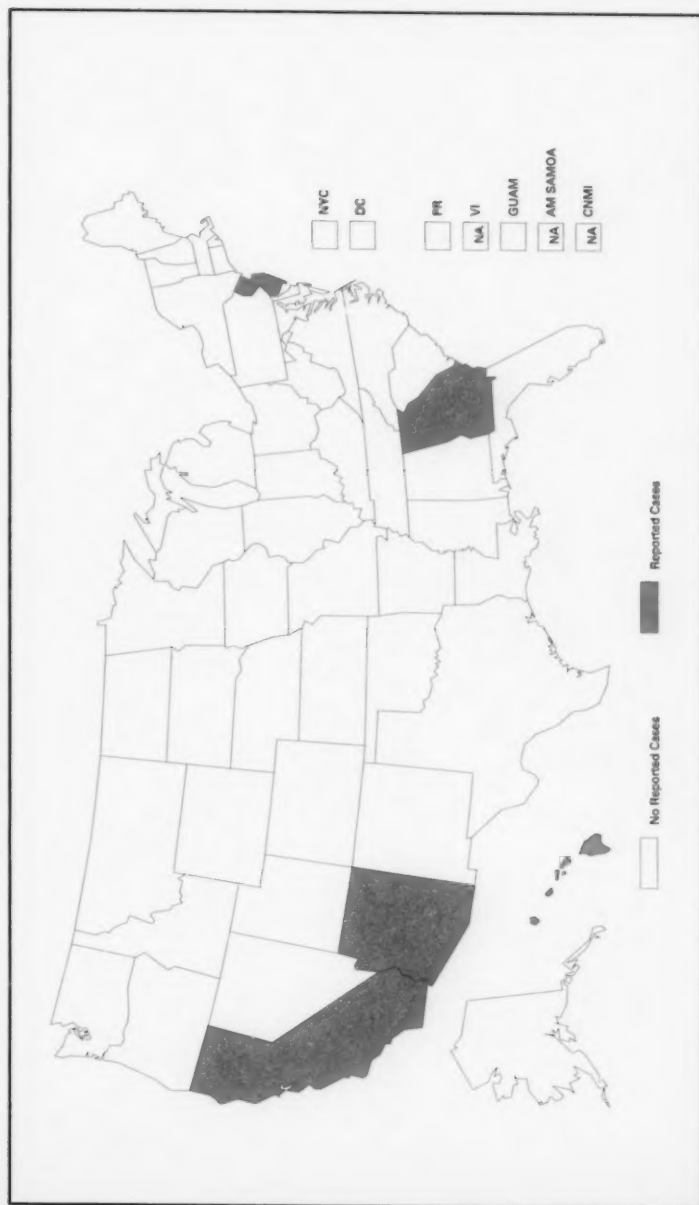 NYC
DC
PR
NA VI
GUAM
NA AM SAMOA
NA CNMI
No Reported Cases
Reported Cases